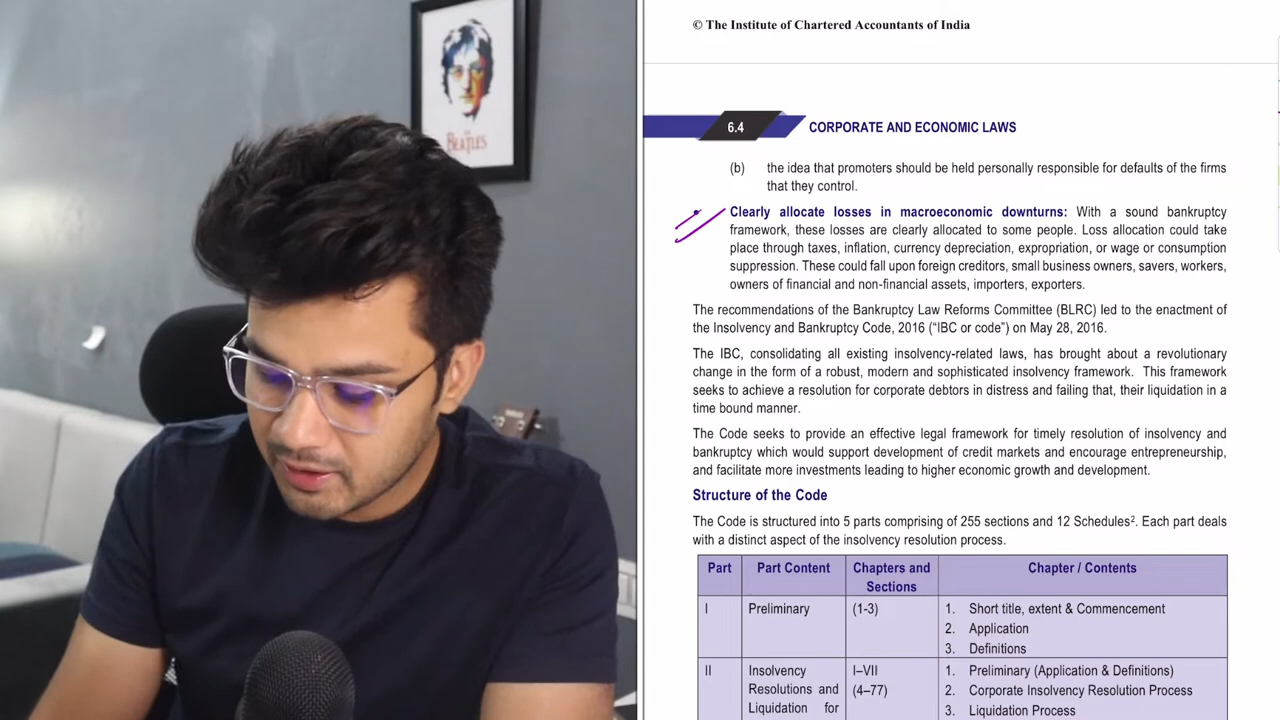 THE
BEATLES
© The Institute of Chartered Accountants of India
6.4 CORPORATE AND ECONOMIC LAWS
(b) the idea that promoters should be held personally responsible for defaults of the firms
that they control.
• Clearly allocate losses in macroeconomic downturns: With a sound bankruptcy
framework, these losses are clearly allocated to some people. Loss allocation could take
place through taxes, inflation, currency depreciation, expropriation, or wage or consumption
suppression. These could fall upon foreign creditors, small business owners, savers, workers,
owners of financial and non-financial assets, importers, exporters.
The recommendations of the Bankruptcy Law Reforms Committee (BLRC) led to the enactment of
the Insolvency and Bankruptcy Code, 2016 (“IBC or code”) on May 28, 2016.
The IBC, consolidating all existing insolvency-related laws, has brought about a revolutionary
change in the form of a robust, modern and sophisticated insolvency framework. This framework
seeks to achieve a resolution for corporate debtors in distress and failing that, their liquidation in a
time bound manner.
The Code seeks to provide an effective legal framework for timely resolution of insolvency and
bankruptcy which would support development of credit markets and encourage entrepreneurship,
and facilitate more investments leading to higher economic growth and development.
Structure of the Code
The Code is structured into 5 parts comprising of 255 sections and 12 Schedules². Each part deals
with a distinct aspect of the insolvency resolution process.
Part Part Content Chapters and Sections Chapter / Contents
I Preliminary (1-3) 1. Short title, extent & Commencement
2. Application
3. Definitions
II Insolvency I–VII 1. Preliminary (Application & Definitions)
Resolutions and (4–77) 2. Corporate Insolvency Resolution Process
Liquidation for 3. Liquidation Process